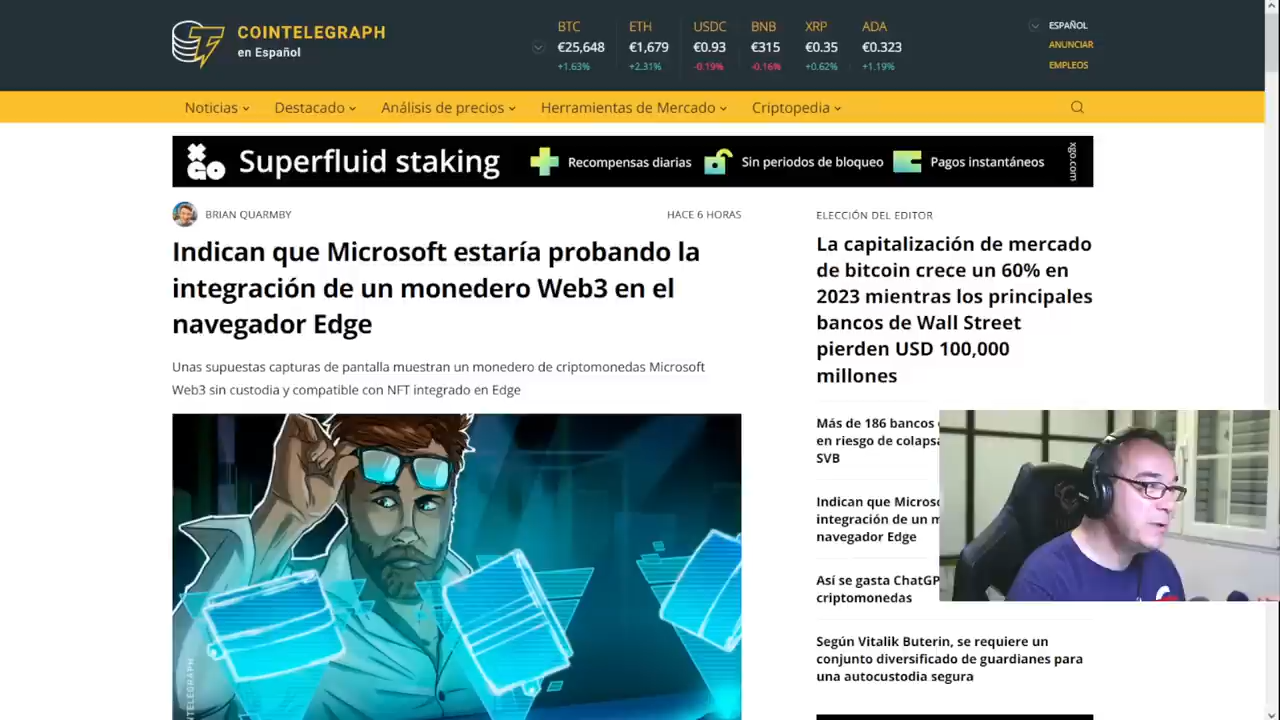 COINTELEGRAPH
en Español
BTC
€25,648
+1.63%
ETH
€1,679
+2.31%
USDC
€0.93
-0.19%
BNB
€315
-0.16%
XRP
€0.35
+0.62%
ADA
€0.323
+1.19%
ESPAÑOL
ANUNCIAR
EMPLEOS
Noticias
Destacado
Análisis de precios
Herramientas de Mercado
Criptopedia
XGO
Superfluid staking
Recompensas diarias
Sin periodos de bloqueo
Pagos instantáneos
xgo.com
BRIAN QUARMBY
HACE 6 HORAS
Indican que Microsoft estaría probando la
integración de un monedero Web3 en el
navegador Edge
Unas supuestas capturas de pantalla muestran un monedero de criptomonedas Microsoft
Web3 sin custodia y compatible con NFT integrado en Edge
ELECCIÓN DEL EDITOR
La capitalización de mercado
de bitcoin crece un 60% en
2023 mientras los principales
bancos de Wall Street
pierden USD 100,000
millones
Más de 186 bancos
en riesgo de colaps
SVB
Indican que Micros
integración de un
navegador Edge
Así se gasta ChatGP
criptomonedas
Según Vitalik Buterin, se requiere un
conjunto diversificado de guardianes para
una autocustodia segura